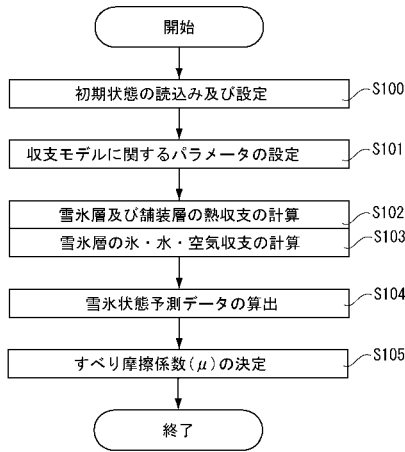 開始
初期状態の読込み及び設定 S100
収支モデルに関するパラメータの設定 S101
雪氷層及び舗装層の熱収支の計算 S102
雪氷層の氷・水・空気収支の計算 S103
雪氷状態予測データの算出 S104
すべり摩擦係数(μ)の決定 S105
終了